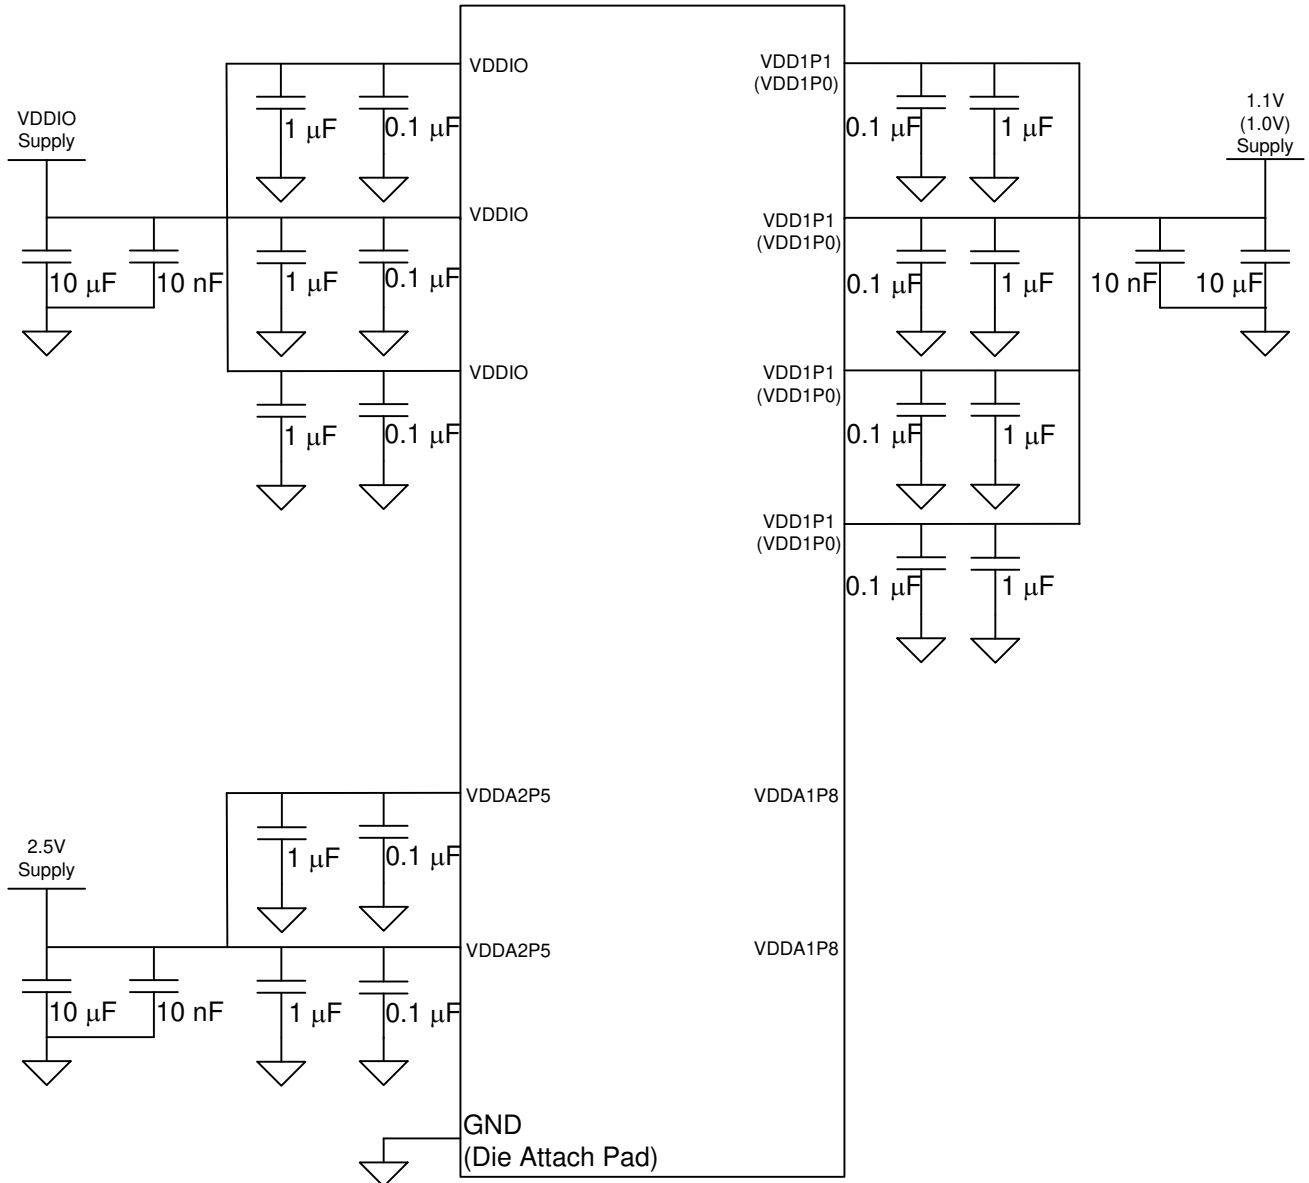 VDDIO
VDD1P1
(VDD1P0)
VDDIO
Supply
1.1V
(1.0V)
Supply
1 μF
0.1 μF
0.1 μF
1 μF
VDDIO
VDD1P1
(VDD1P0)
10 μF
10 nF
1 μF
0.1 μF
0.1 μF
1 μF
10 nF
10 μF
VDDIO
VDD1P1
(VDD1P0)
1 μF
0.1 μF
0.1 μF
1 μF
VDD1P1
(VDD1P0)
0.1 μF
1 μF
VDDA2P5
VDDA1P8
2.5V
Supply
1 μF
0.1 μF
VDDA2P5
VDDA1P8
10 μF
10 nF
1 μF
0.1 μF
GND
(Die Attach Pad)